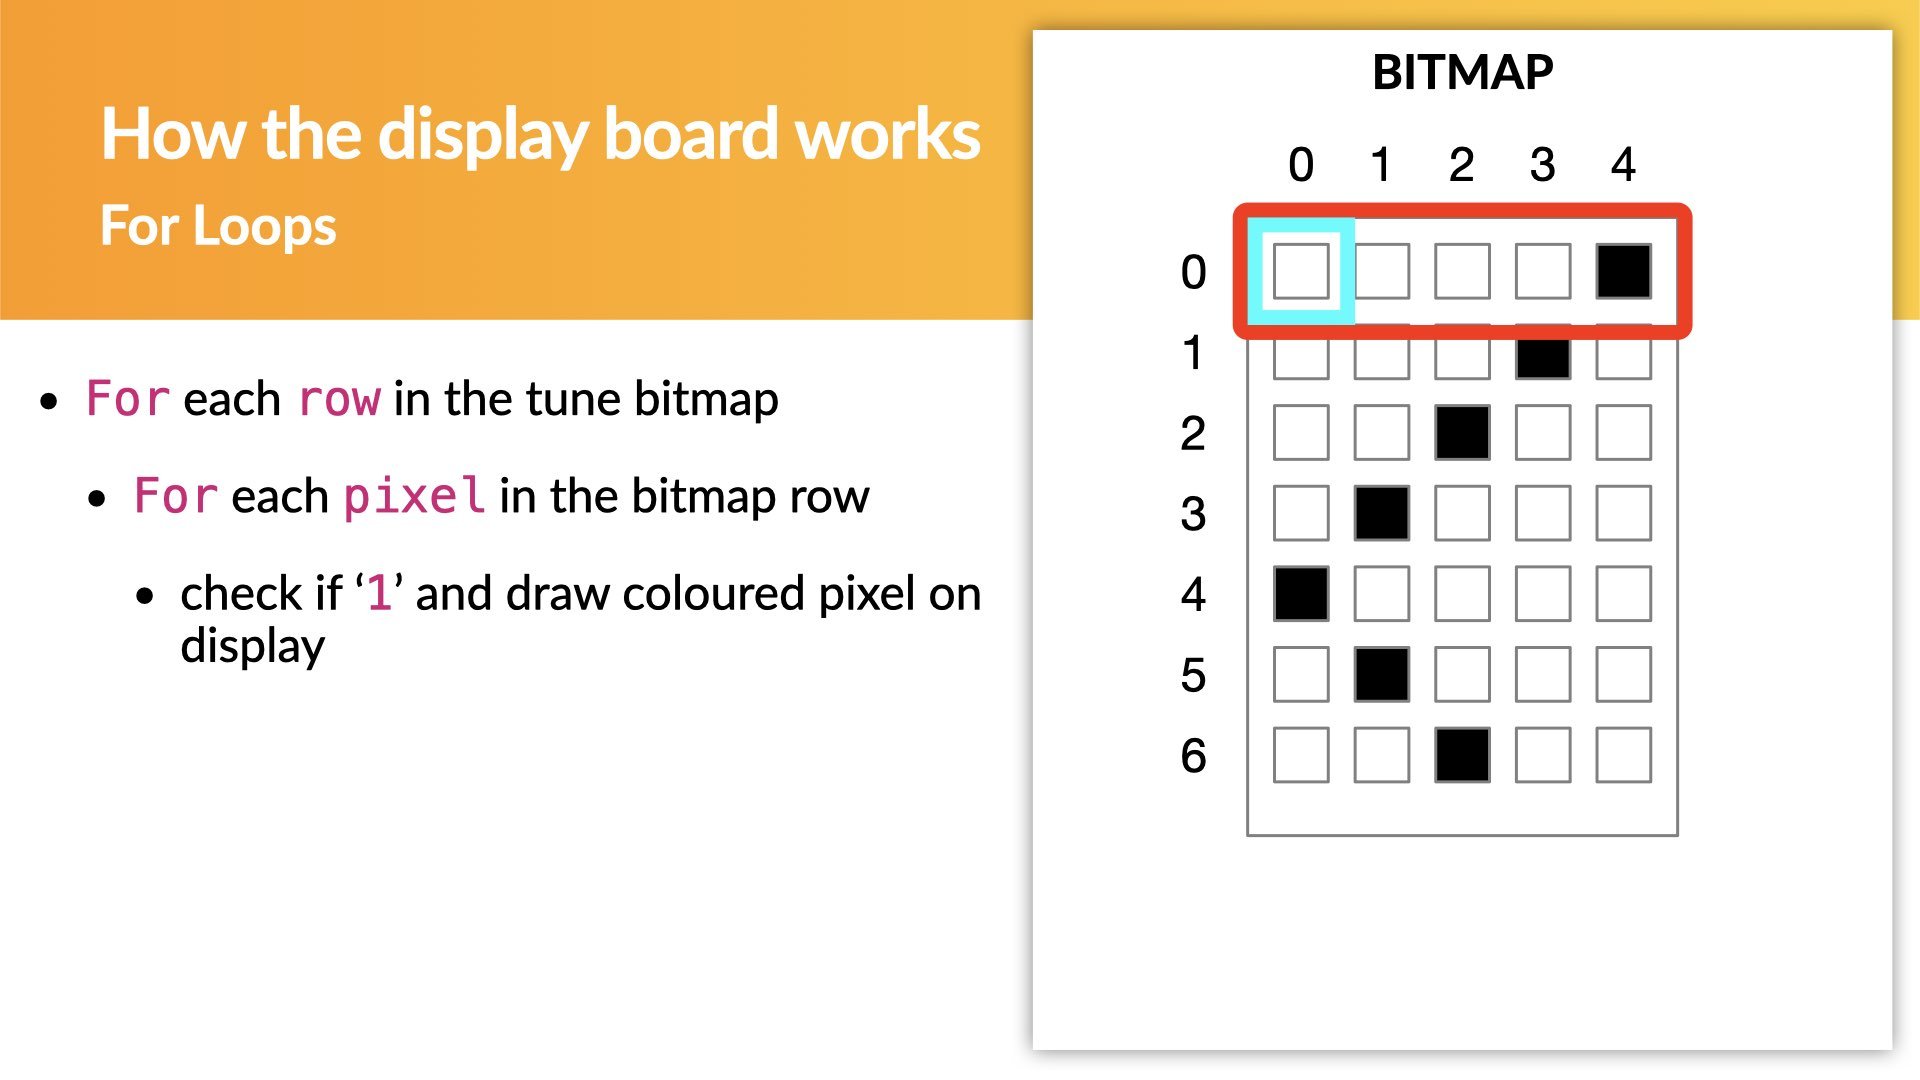 How the display board works
For Loops
• For each row in the tune bitmap
• For each pixel in the bitmap row
• check if ‘1’ and draw coloured pixel on
display
BITMAP
0 1 2 3 4
0
1
2
3
4
5
6